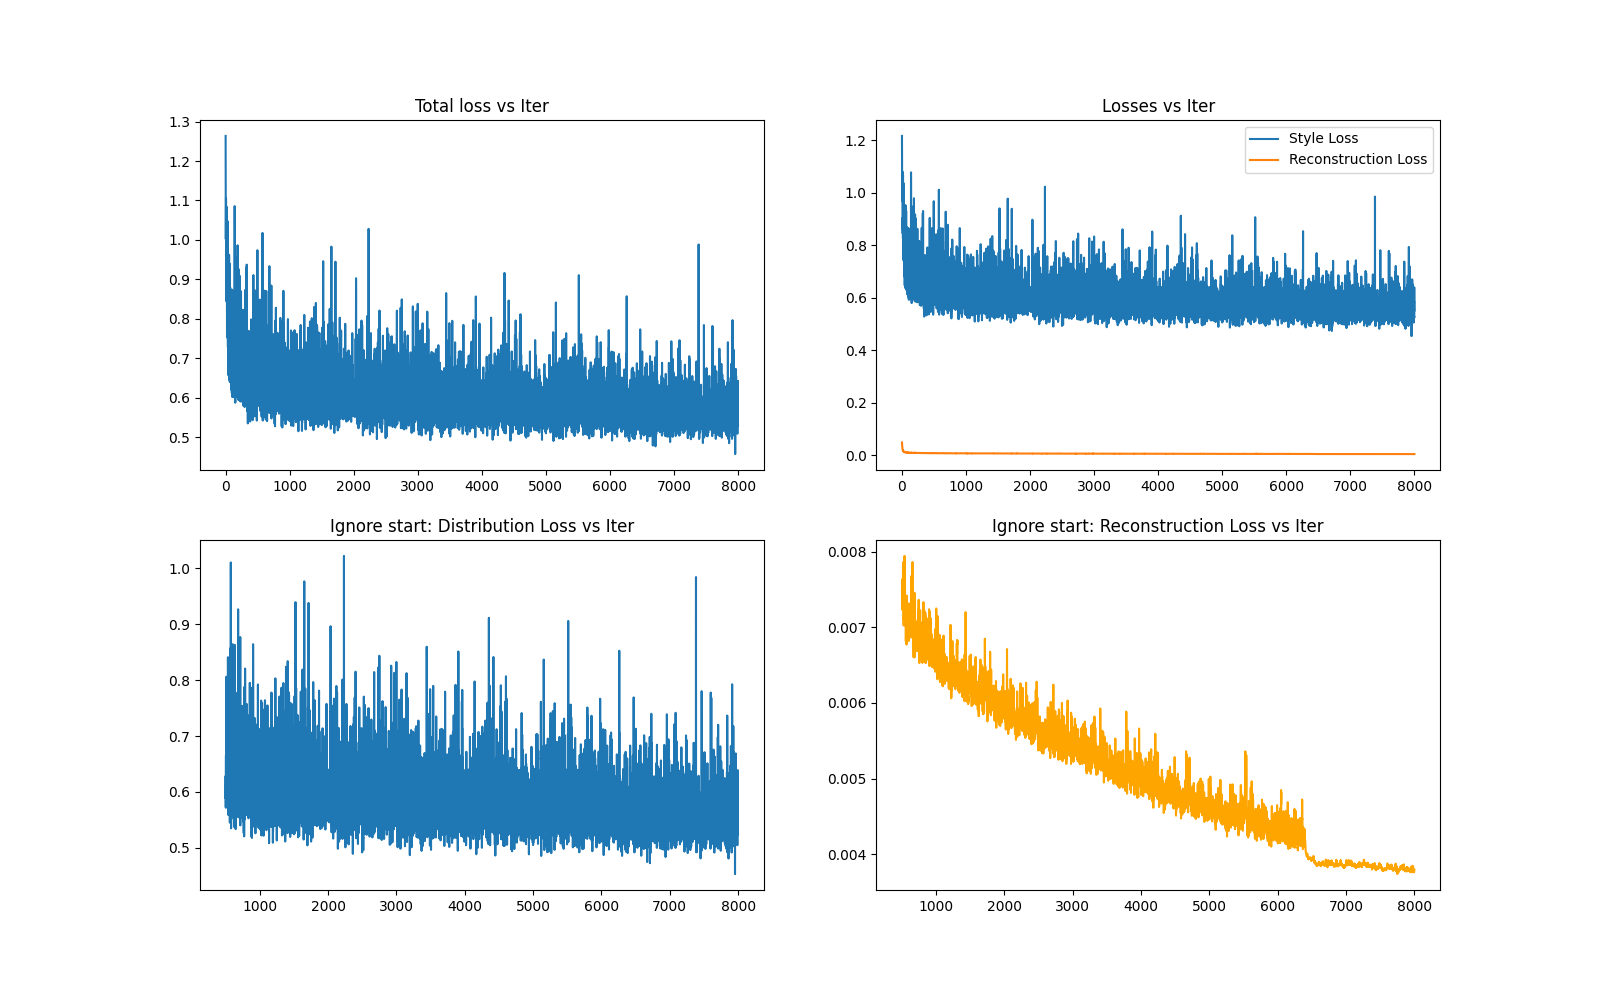 Total loss vs Iter
1.3
1.2
1.1
1.0
0.9
0.8
0.7
0.6
0.5
0 1000 2000 3000 4000 5000 6000 7000 8000
Losses vs Iter
Style Loss
Reconstruction Loss
1.2
1.0
0.8
0.6
0.4
0.2
0.0
0 1000 2000 3000 4000 5000 6000 7000 8000
Ignore start: Distribution Loss vs Iter
1.0
0.9
0.8
0.7
0.6
0.5
1000 2000 3000 4000 5000 6000 7000 8000
Ignore start: Reconstruction Loss vs Iter
0.008
0.007
0.006
0.005
0.004
1000 2000 3000 4000 5000 6000 7000 8000